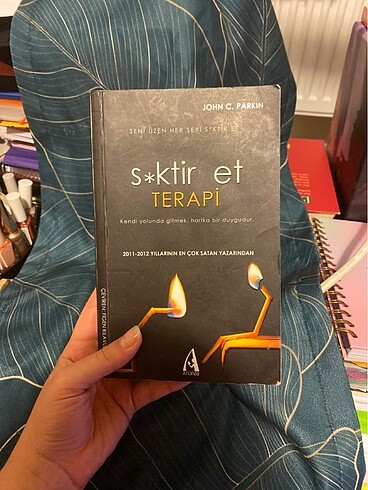 JOHN C. PARKIN
SENİ ÜZEN HER ŞEYİ S*KTİR ET
s*ktir et
TERAPİ
Kendi yolunda gitmek, harika bir duygudur.
2011-2012 YILLARININ EN ÇOK SATAN YAZARINDAN